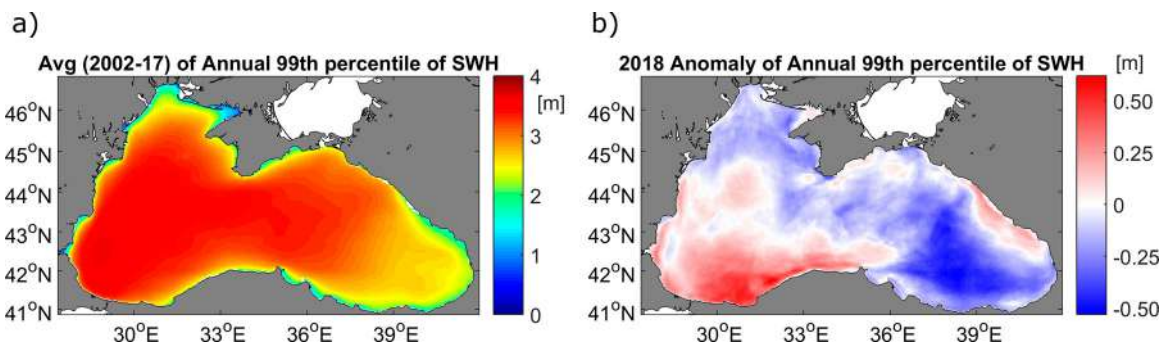 a)
Avg (2002-17) of Annual 99th percentile of SWH
46°N
45°N
44°N
43°N
42°N
41°N
30°E 33°E 36°E 39°E
4
[m]
3
2
1
0
b)
2018 Anomaly of Annual 99th percentile of SWH
[m]
46°N
45°N
44°N
43°N
42°N
41°N
30°E 33°E 36°E 39°E
0.50
0.25
0
-0.25
-0.50